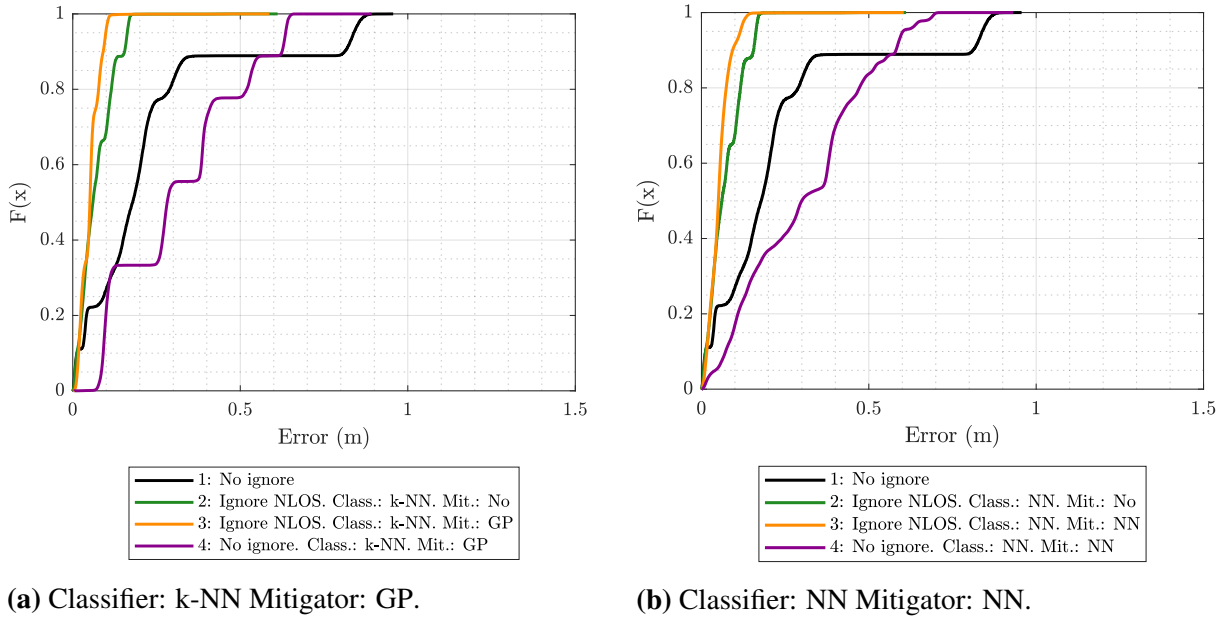 1
0.8
0.6
0.4
0.2
0
F(x)
0
0.5
1
1.5
Error (m)
1: No ignore
2: Ignore NLOS. Class.: k-NN. Mit.: No
3: Ignore NLOS. Class.: k-NN. Mit.: GP
4: No ignore. Class.: k-NN. Mit.: GP
(a) Classifier: k-NN Mitigator: GP.
1
0.8
0.6
0.4
0.2
0
F(x)
0
0.5
1
1.5
Error (m)
1: No ignore
2: Ignore NLOS. Class.: NN. Mit.: No
3: Ignore NLOS. Class.: NN. Mit.: NN
4: No ignore. Class.: NN. Mit.: NN
(b) Classifier: NN Mitigator: NN.